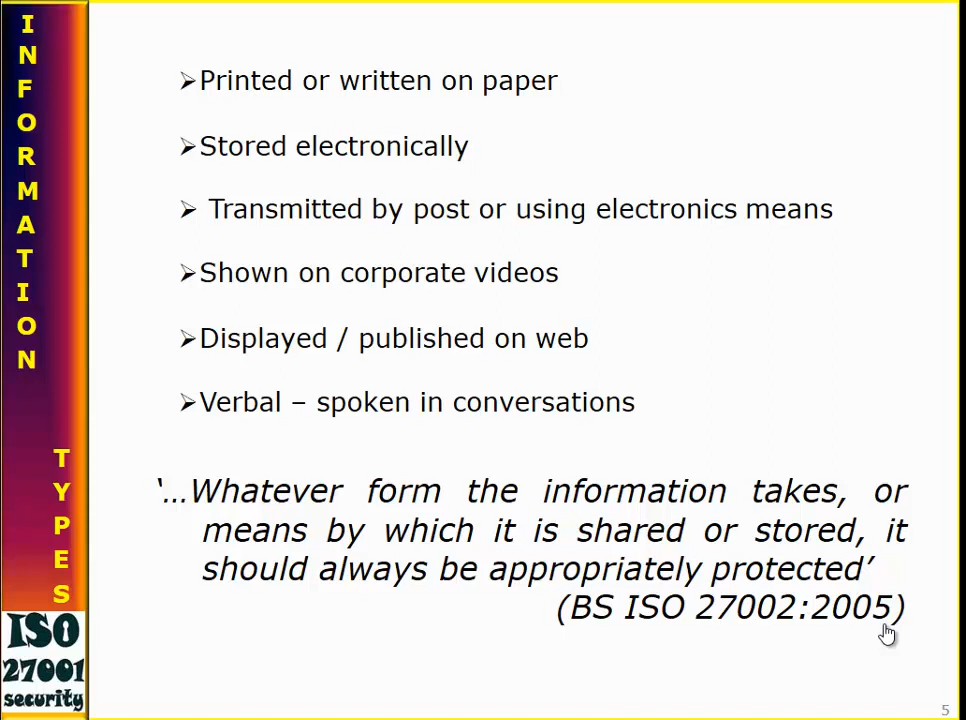 INFORMATION
TYPES
➢Printed or written on paper
➢Stored electronically
➢ Transmitted by post or using electronics means
➢Shown on corporate videos
➢Displayed / published on web
➢Verbal – spoken in conversations
‘…Whatever form the information takes, or
means by which it is shared or stored, it
should always be appropriately protected’
(BS ISO 27002:2005)
ISO
27001
security
5